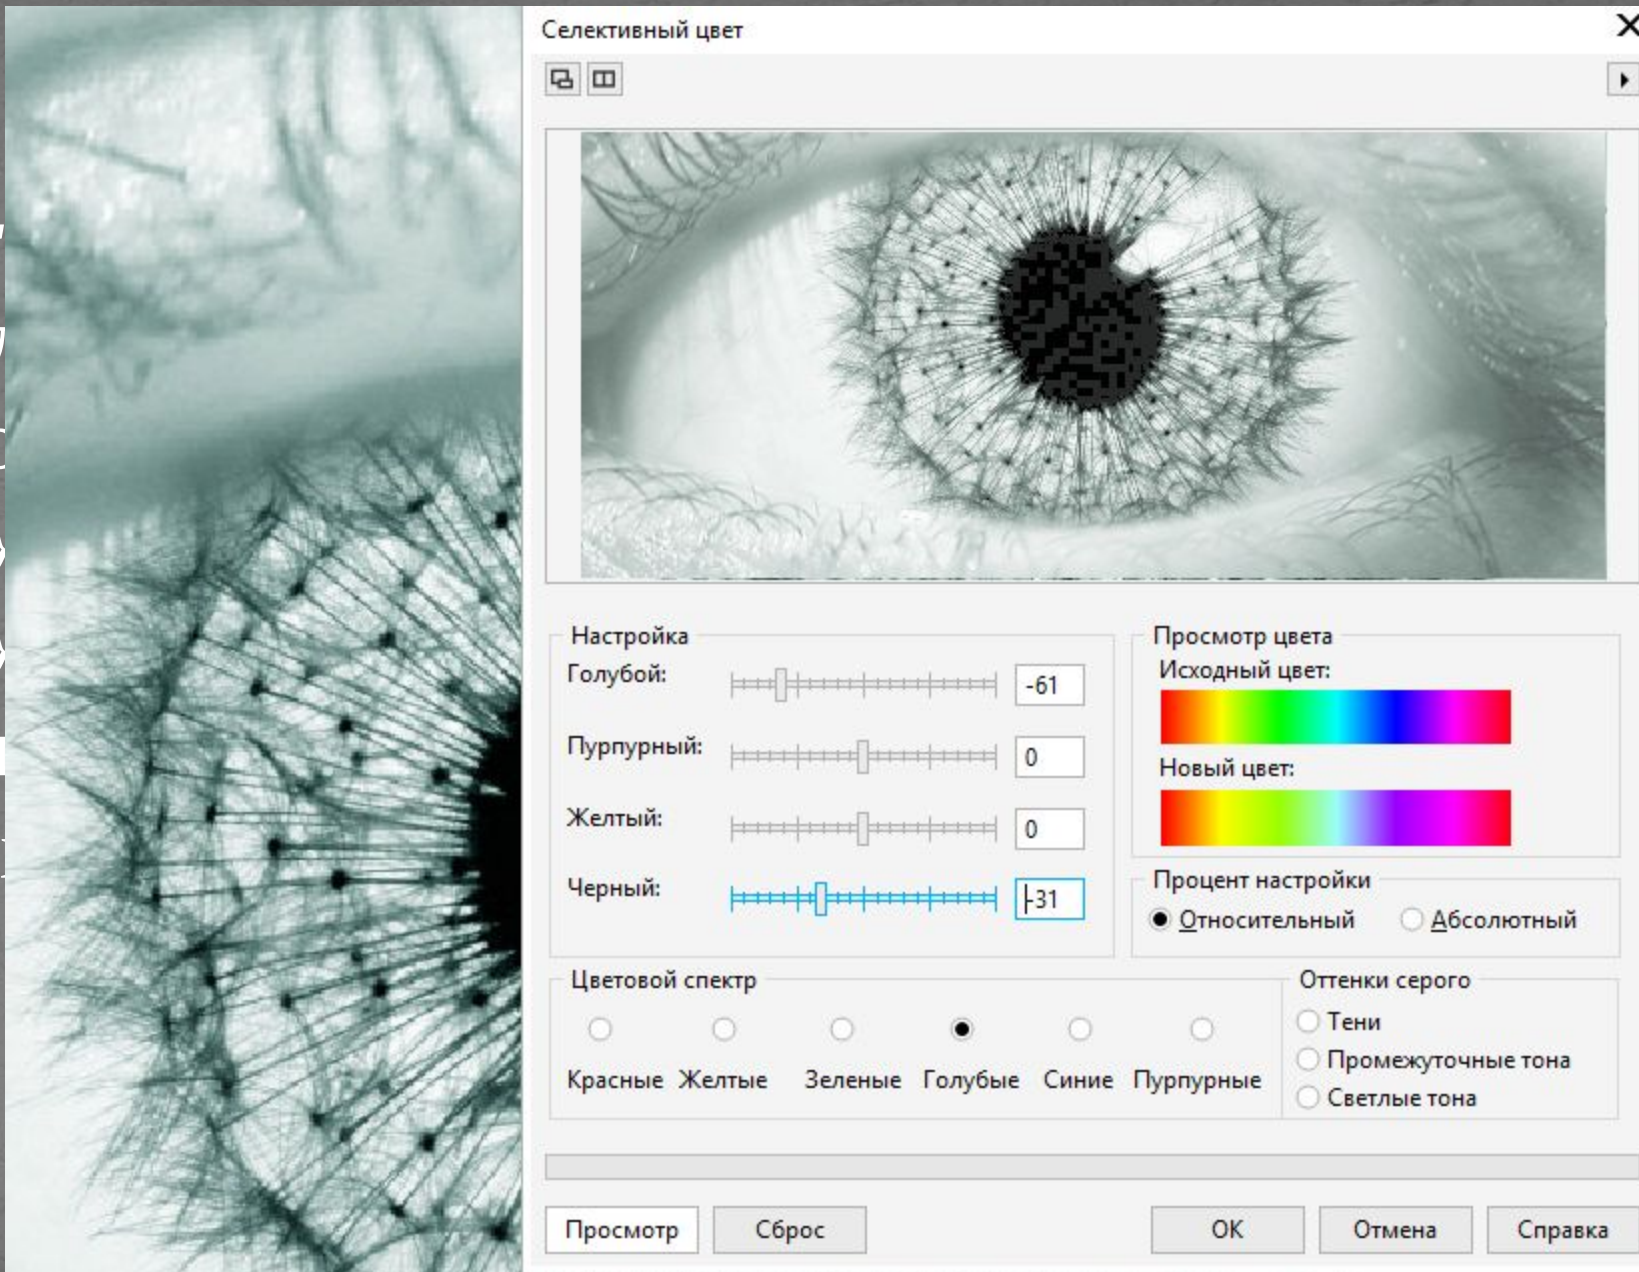 Селективный цвет
Настройка
Голубой: -61
Пурпурный: 0
Желтый: 0
Черный: -31
Просмотр цвета
Исходный цвет:
Новый цвет:
Процент настройки
Относительный Абсолютный
Цветовой спектр
Красные Желтые Зеленые Голубые Синие Пурпурные
Оттенки серого
Тени
Промежуточные тона
Светлые тона
Просмотр Сброс OK Отмена Справка